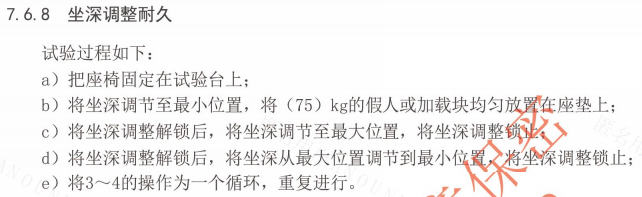 7.6.8 坐深调整耐久
试验过程如下：
a）把座椅固定在试验台上；
b）将坐深调节至最小位置，将（75）kg的假人或加载块均匀放置在座垫上；
c）将坐深调整解锁后，将坐深调节至最大位置，将坐深调整锁止；
d）将坐深调整解锁后，将坐深从最大位置调节到最小位置，将坐深调整锁止；
e）将3～4的操作为一个循环，重复进行。
保密